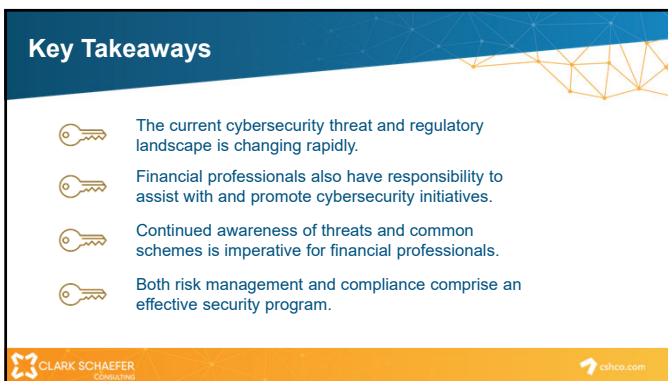 Key Takeaways
The current cybersecurity threat and regulatory
landscape is changing rapidly.
Financial professionals also have responsibility to
assist with and promote cybersecurity initiatives.
Continued awareness of threats and common
schemes is imperative for financial professionals.
Both risk management and compliance comprise an
effective security program.
CLARK SCHAEFER
CONSULTING
cshco.com